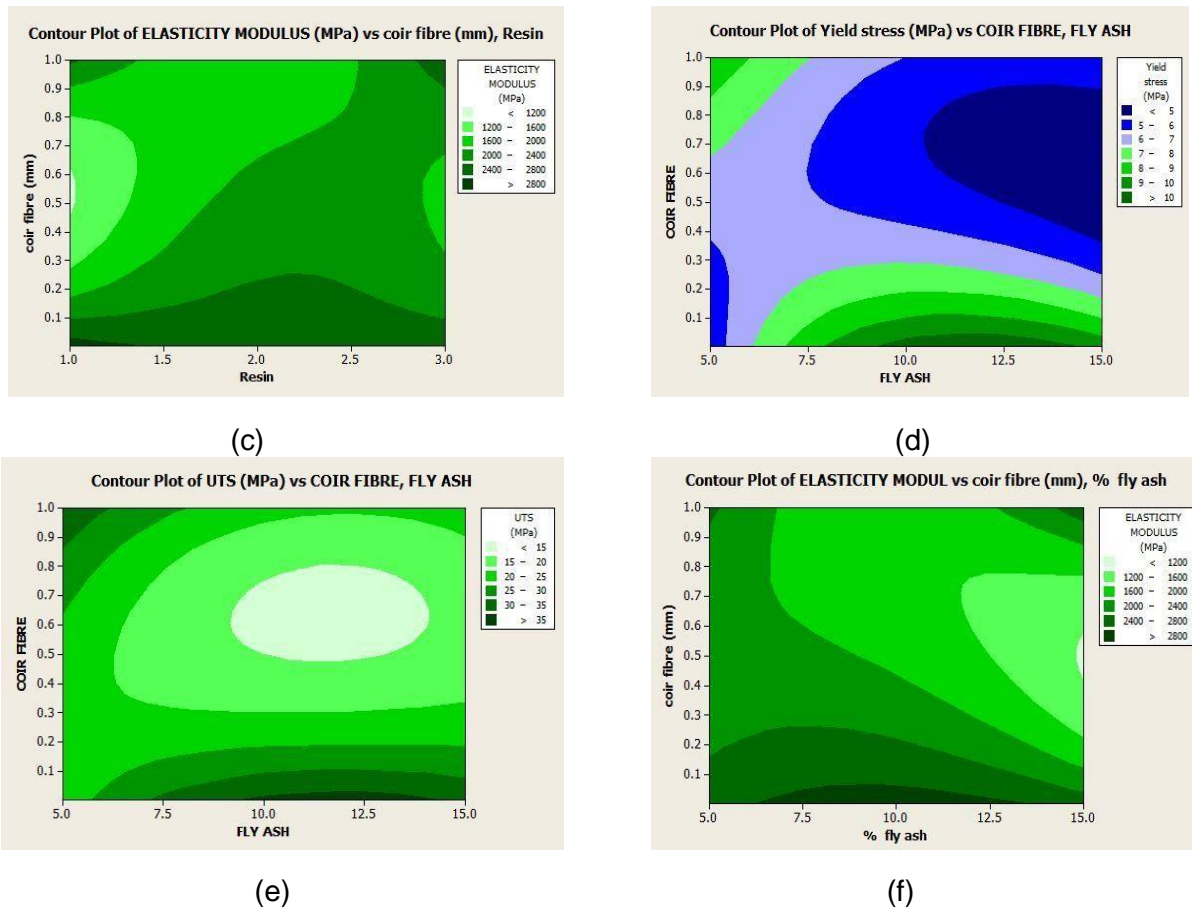 Contour Plot of ELASTICITY MODULUS (MPa) vs coir fibre (mm), Resin
1.0
0.9
0.8
0.7
0.6
0.5
0.4
0.3
0.2
0.1
coir fibre (mm)
1.0 1.5 2.0 2.5 3.0
Resin
ELASTICITY
MODULUS
(MPa)
< 1200
1200 – 1600
1600 – 2000
2000 – 2400
2400 – 2800
> 2800
(c)
Contour Plot of Yield stress (MPa) vs COIR FIBRE, FLY ASH
1.0
0.9
0.8
0.7
0.6
0.5
0.4
0.3
0.2
0.1
COIR FIBRE
5.0 7.5 10.0 12.5 15.0
FLY ASH
Yield
stress
(MPa)
< 5
5 – 6
6 – 7
7 – 8
8 – 9
9 – 10
> 10
(d)
Contour Plot of UTS (MPa) vs COIR FIBRE, FLY ASH
1.0
0.9
0.8
0.7
0.6
0.5
0.4
0.3
0.2
0.1
COIR FIBRE
5.0 7.5 10.0 12.5 15.0
FLY ASH
UTS
(MPa)
< 15
15 – 20
20 – 25
25 – 30
30 – 35
> 35
(e)
Contour Plot of ELASTICITY MODUL vs coir fibre (mm), % fly ash
1.0
0.9
0.8
0.7
0.6
0.5
0.4
0.3
0.2
0.1
coir fibre (mm)
5.0 7.5 10.0 12.5 15.0
% fly ash
ELASTICITY
MODULUS
(MPa)
< 1200
1200 – 1600
1600 – 2000
2000 – 2400
2400 – 2800
> 2800
(f)